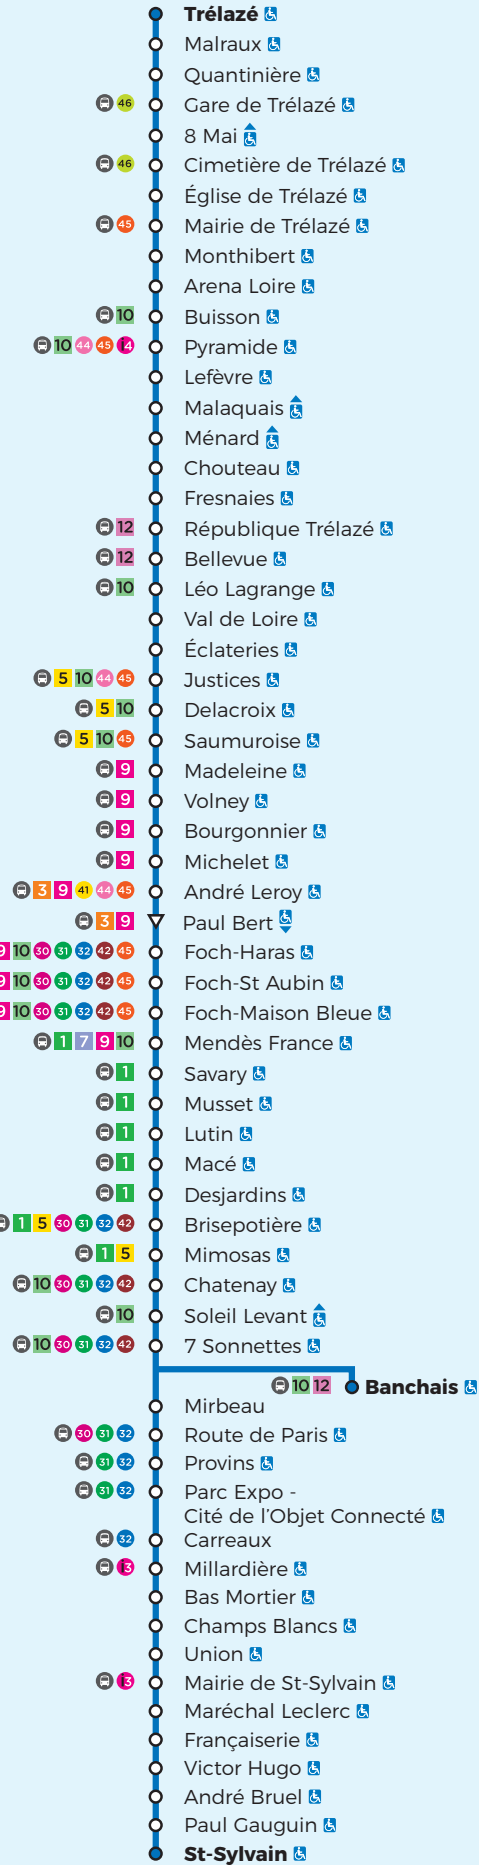 Trélazé
Malraux
Quantinière
46 Gare de Trélazé
8 Mai
46 Cimetière de Trélazé
Église de Trélazé
45 Mairie de Trélazé
Monthibert
Arena Loire
10 Buisson
10 44 45 i4 Pyramide
Lefèvre
Malaquais
Ménard
Chouteau
Fresnaies
12 République Trélazé
12 Bellevue
10 Léo Lagrange
Val de Loire
Éclateries
5 10 44 45 Justices
5 10 Delacroix
5 10 45 Saumuroise
9 Madeleine
9 Volney
9 Bourgonnier
9 Michelet
3 9 41 44 45 André Leroy
3 9 Paul Bert
9 10 30 31 32 42 45 Foch-Haras
9 10 30 31 32 42 45 Foch-St Aubin
9 10 30 31 32 42 45 Foch-Maison Bleue
1 7 9 10 Mendès France
1 Savary
1 Musset
1 Lutin
1 Macé
1 Desjardins
1 5 30 31 32 42 Brisepotière
1 5 Mimosas
10 30 31 32 42 Chatenay
10 Soleil Levant
10 30 31 32 42 7 Sonnettes
10 12 Banchais
Mirbeau
30 31 32 Route de Paris
31 32 Provins
31 32 Parc Expo -
Cité de l'Objet Connecté
32 Carreaux
i3 Millardière
Bas Mortier
Champs Blancs
Union
i3 Mairie de St-Sylvain
Maréchal Leclerc
Françaiserie
Victor Hugo
André Bruel
Paul Gauguin
St-Sylvain